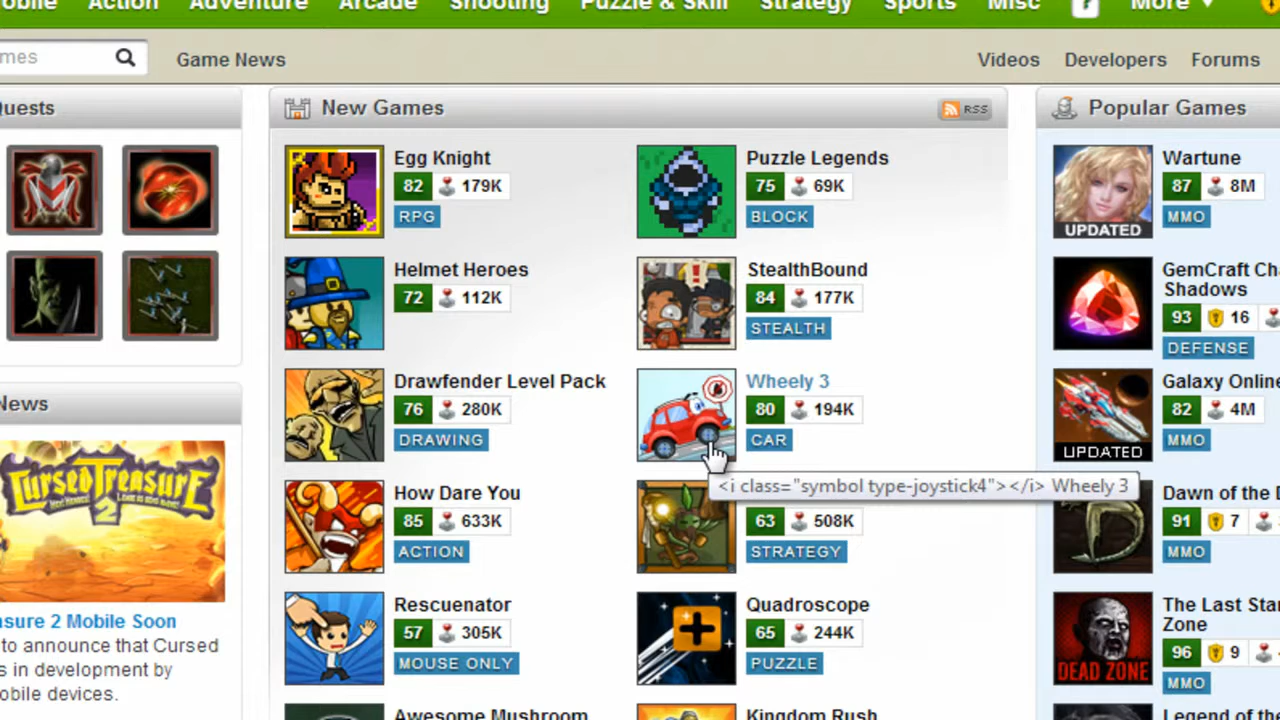 Action Adventure Arcade Shooting Puzzle & Skill Strategy Sports Misc ? More
Game News Videos Developers Forums
New Games
RSS
Egg Knight
82 179K
RPG
Puzzle Legends
75 69K
BLOCK
Helmet Heroes
72 112K
StealthBound
84 177K
STEALTH
Drawfender Level Pack
76 280K
DRAWING
Wheely 3
80 194K
CAR
<i class="symbol type-joystick4"></i> Wheely 3
How Dare You
85 633K
ACTION
63 508K
STRATEGY
Rescuenator
57 305K
MOUSE ONLY
Quadroscope
65 244K
PUZZLE
Awesome Mushroom
Kingdom Rush
Popular Games
Wartune
87 8M
MMO
UPDATED
GemCraft Ch
Shadows
93 16
DEFENSE
Galaxy Online
82 4M
MMO
UPDATED
Dawn of the D
91 7
MMO
The Last Sta
Zone
96 9
MMO
DEAD ZONE
Legend of the
News
CURSED TREASURE
2
asure 2 Mobile Soon
to announce that Cursed
s in development by
obile devices.